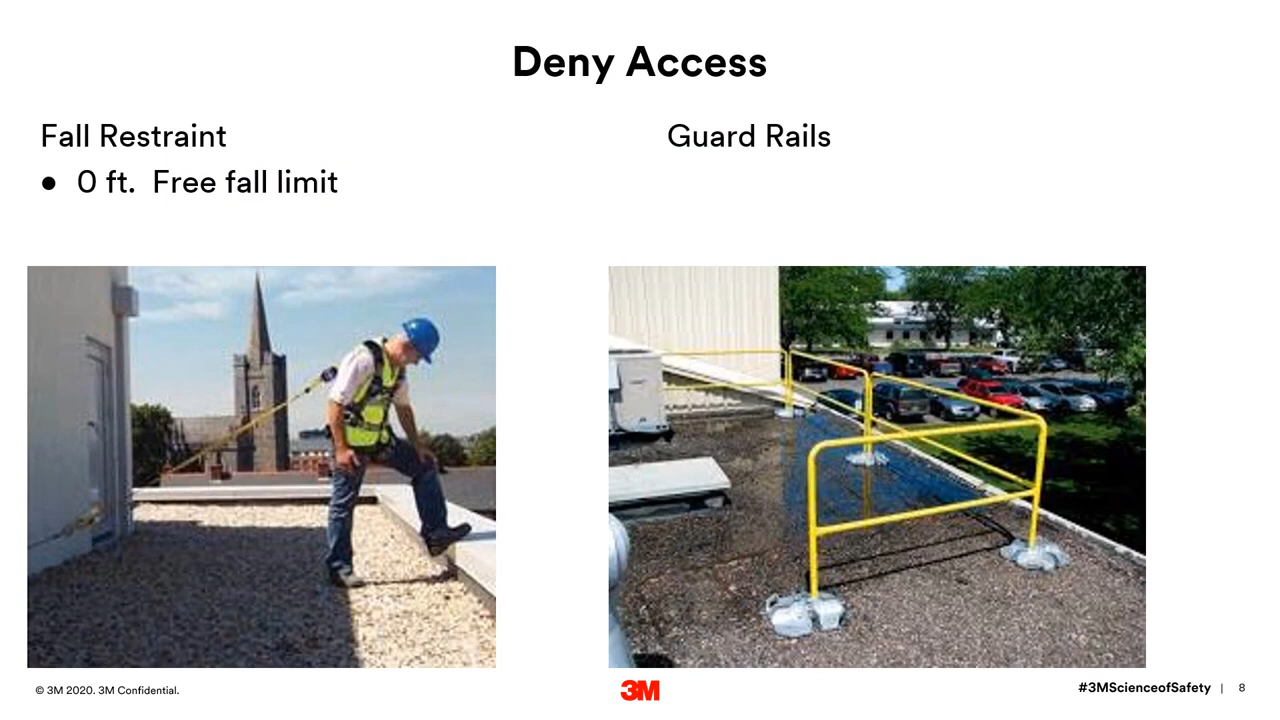 Deny Access
Fall Restraint
● 0 ft. Free fall limit
Guard Rails
© 3M 2020. 3M Confidential.
3M
#3MScienceofSafety | 8